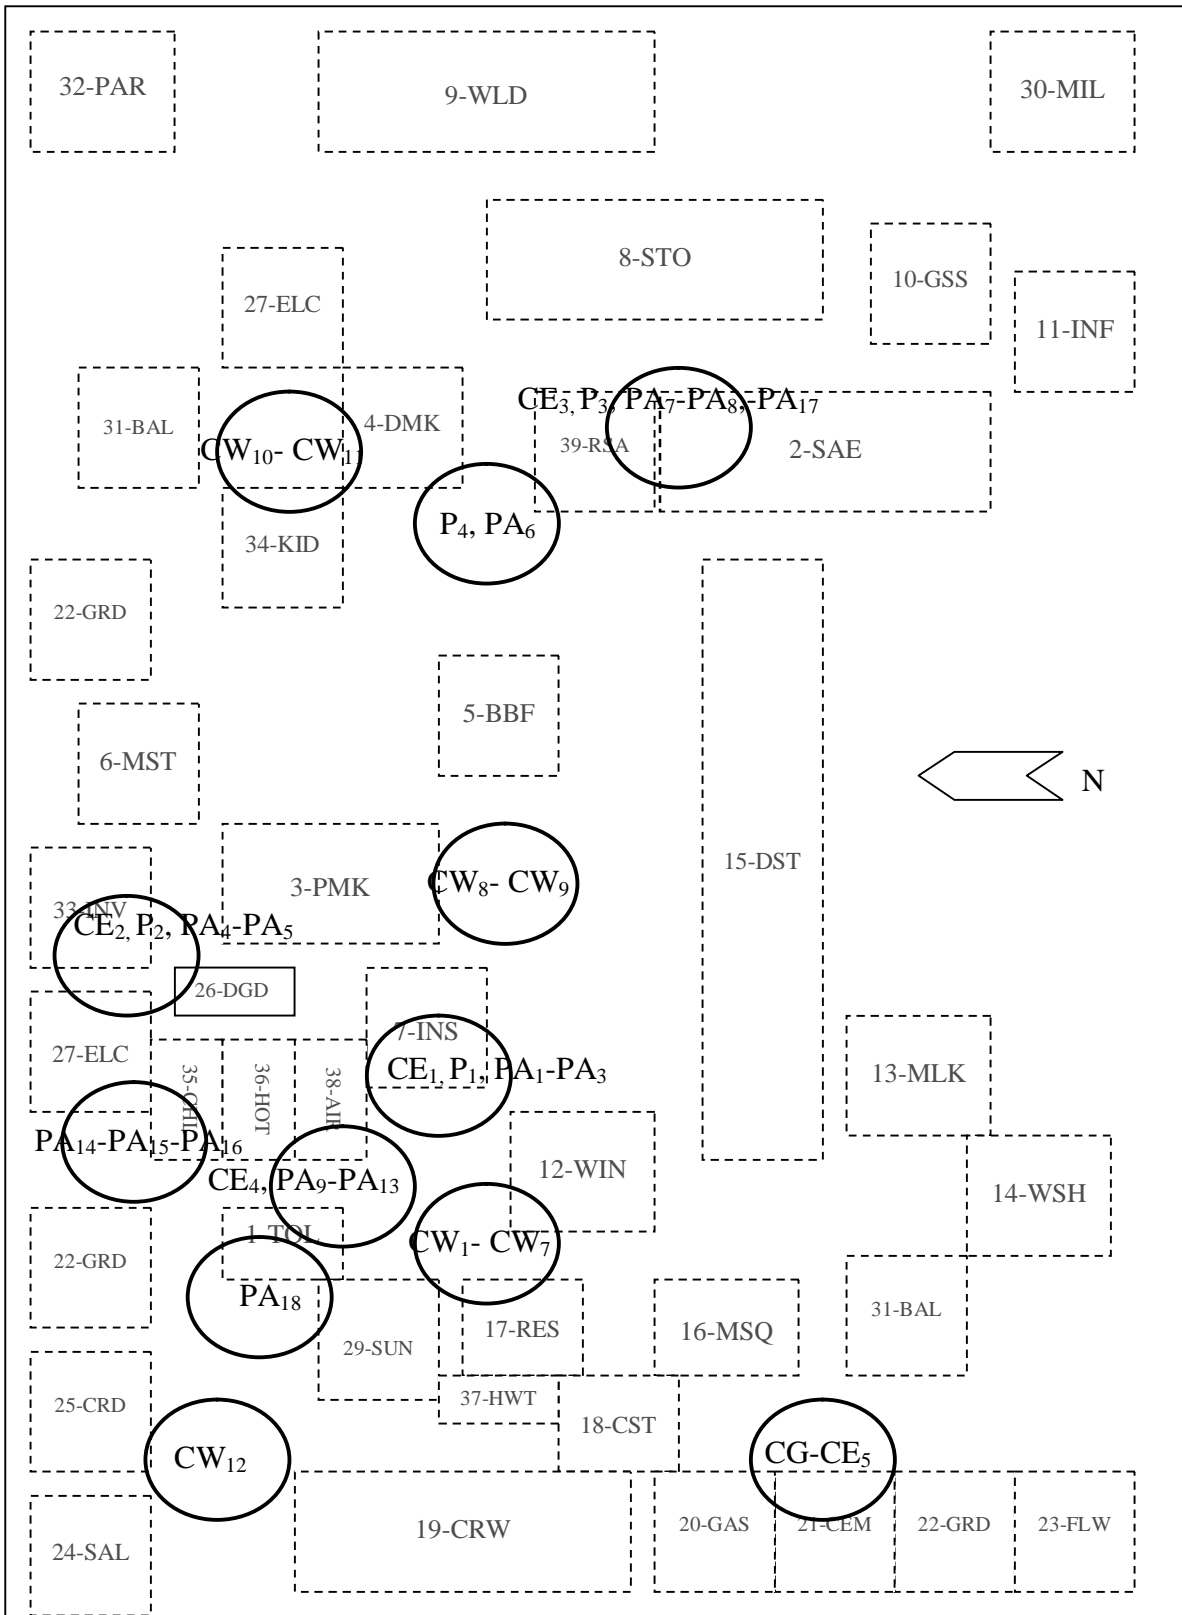 32-PAR
9-WLD
30-MIL
8-STO
10-GSS
27-ELC
11-INF
CE₃, P₃, PA₇-PA₈,-PA₁₇
31-BAL
4-DMK
39-RSA
2-SAE
CW₁₀- CW₁₁
P₄, PA₆
34-KID
22-GRD
5-BBF
6-MST
N
15-DST
3-PMK
CW₈- CW₉
33-INV
CE₂, P₂, PA₄-PA₅
26-DGD
7-INS
27-ELC
CE₁, P₁, PA₁-PA₃
13-MLK
35-CHL
36-HOT
38-AIR
PA₁₄-PA₁₅-PA₁₆
CE₄, PA₉-PA₁₃
12-WIN
14-WSH
1-TOL
CW₁- CW₇
22-GRD
PA₁₈
31-BAL
17-RES
16-MSQ
29-SUN
37-HWT
25-CRD
18-CST
CW₁₂
CG-CE₅
19-CRW
20-GAS
21-CEM
22-GRD
23-FLW
24-SAL